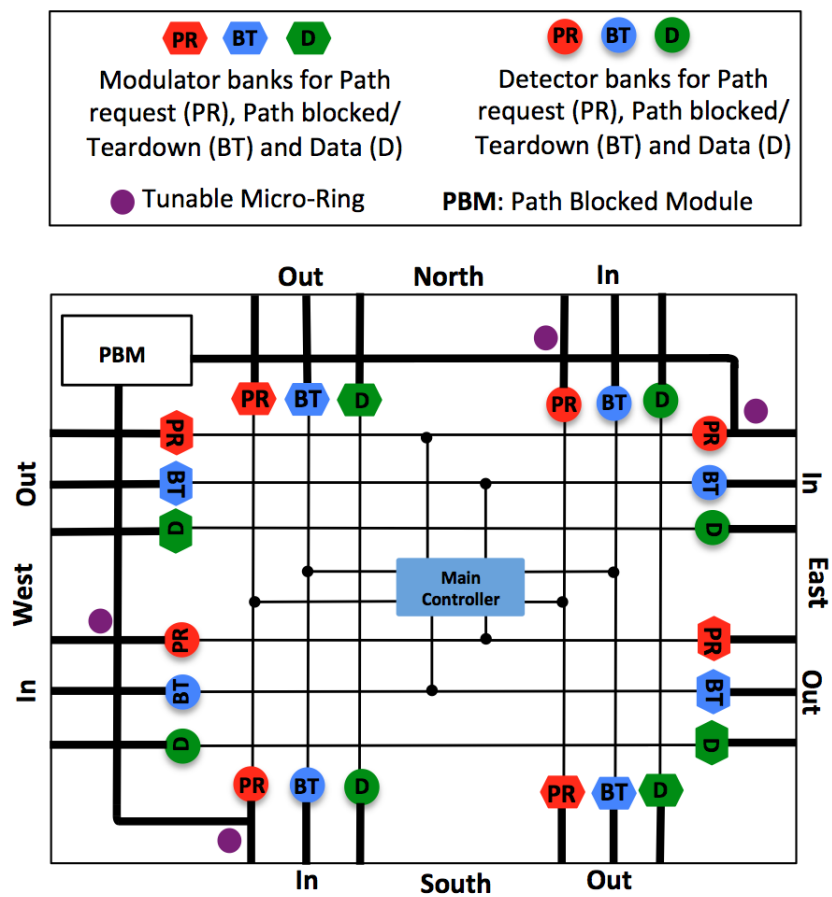 PR BT D
PR BT D
Modulator banks for Path
request (PR), Path blocked/
Teardown (BT) and Data (D)
Detector banks for Path
request (PR), Path blocked/
Teardown (BT) and Data (D)
Tunable Micro-Ring
PBM: Path Blocked Module
Out North In
PBM
PR BT D
PR BT D
PR PR
BT BT
D D
Out
In
West
East
Main
Controller
PR PR
BT BT
D D
In
Out
PR BT D
PR BT D
In South Out